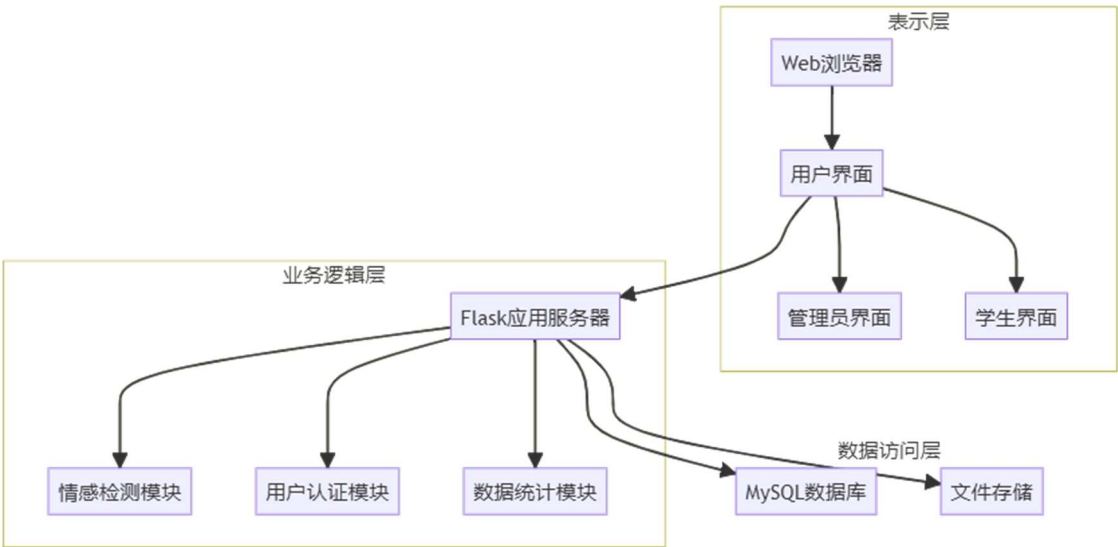 表示层
Web浏览器
用户界面
业务逻辑层
Flask应用服务器
管理员界面
学生界面
数据访问层
情感检测模块
用户认证模块
数据统计模块
MySQL数据库
文件存储